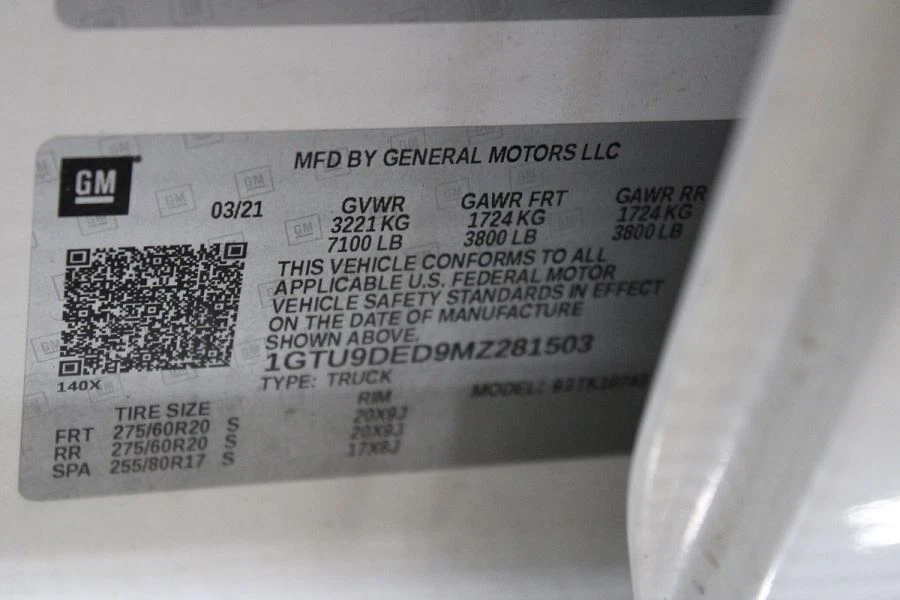 GM
MFD BY GENERAL MOTORS LLC
03/21
GVWR GAWR FRT GAWR RR
3221 KG 1724 KG 1724 KG
7100 LB 3800 LB 3800 LB
THIS VEHICLE CONFORMS TO ALL
APPLICABLE U.S. FEDERAL MOTOR
VEHICLE SAFETY STANDARDS IN EFFECT
ON THE DATE OF MANUFACTURE
SHOWN ABOVE.
1GTU9DED9MZ281503
140X
TYPE: TRUCK MODEL:
TIRE SIZE RIM
FRT 275/60R20 S 20X9J
RR 275/60R20 S 20X9J
SPA 255/80R17 S 17X8J